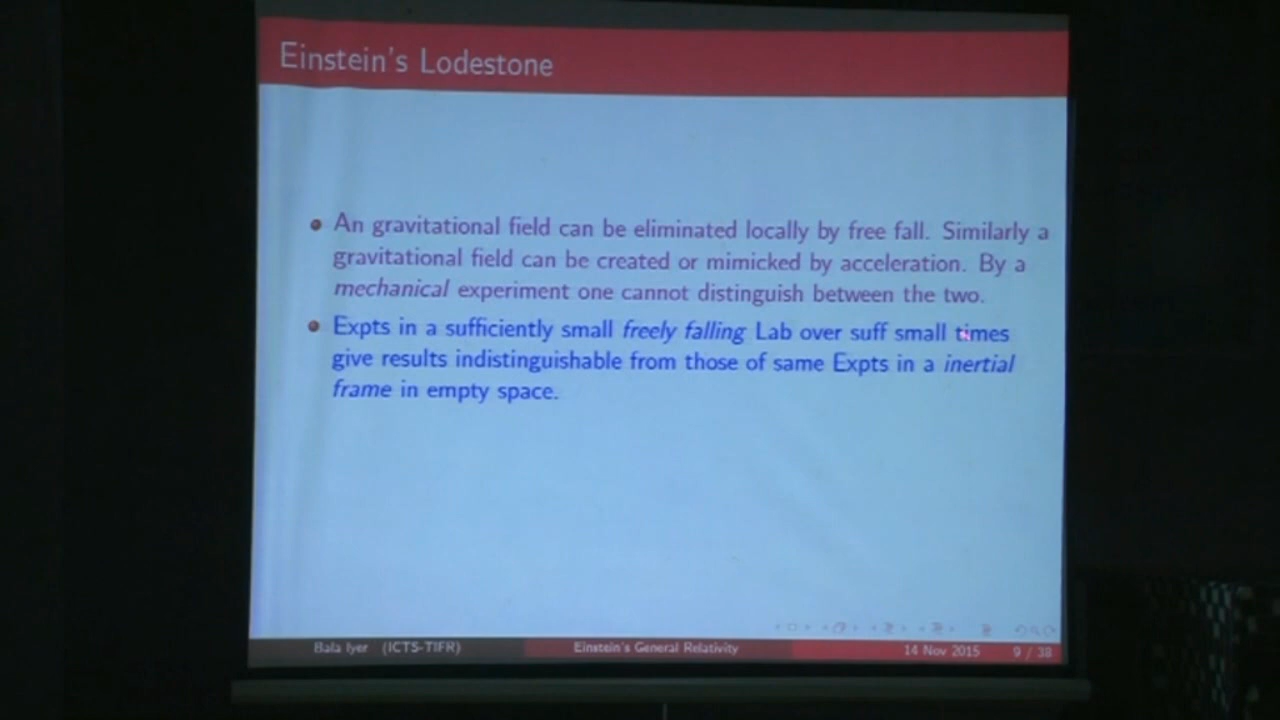 Einstein's Lodestone
An gravitational field can be eliminated locally by free fall. Similarly a
gravitational field can be created or mimicked by acceleration. By a
mechanical experiment one cannot distinguish between the two.
Expts in a sufficiently small freely falling Lab over suff small times
give results indistinguishable from those of same Expts in a inertial
frame in empty space.
Bala Iyer (ICTS-TIFR) Einstein's General Relativity 14 Nov 2015 9 / 38